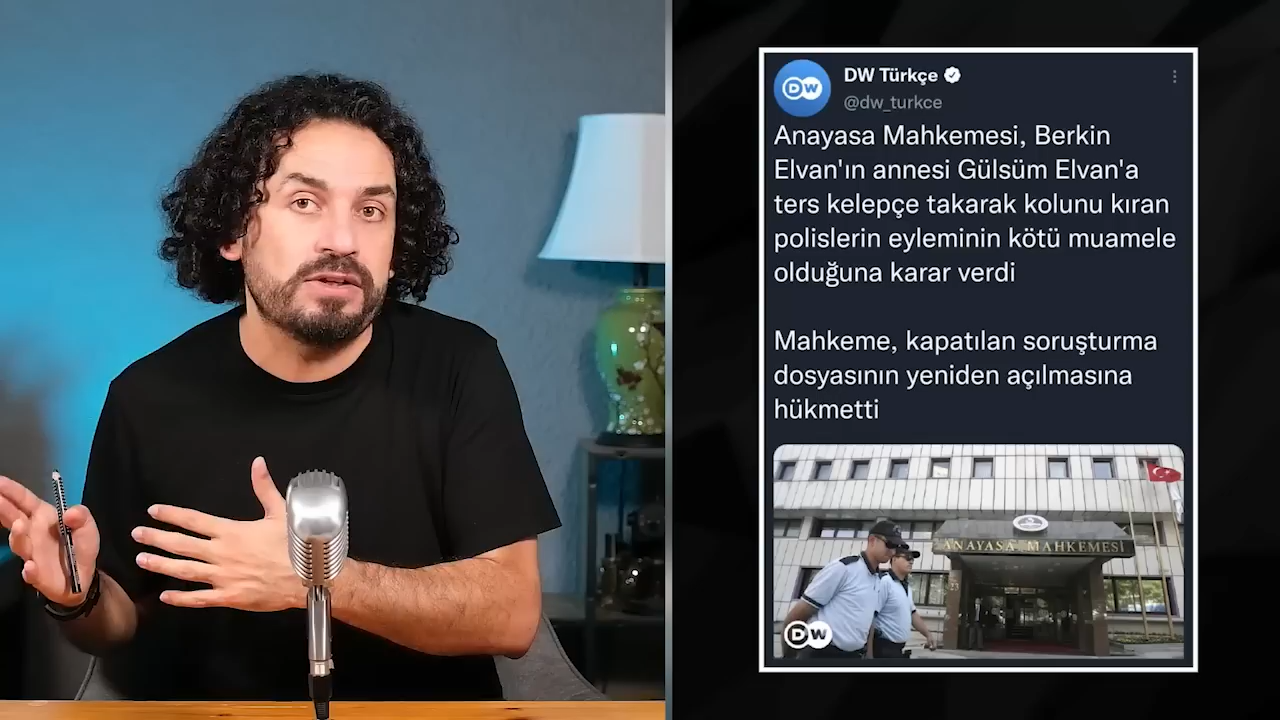 DW Türkçe
@dw_turkce
Anayasa Mahkemesi, Berkin
Elvan'ın annesi Gülsüm Elvan'a
ters kelepçe takarak kolunu kıran
polislerin eyleminin kötü muamele
olduğuna karar verdi
Mahkeme, kapatılan soruşturma
dosyasının yeniden açılmasına
hükmetti
ANAYASA MAHKEMESİ
DW